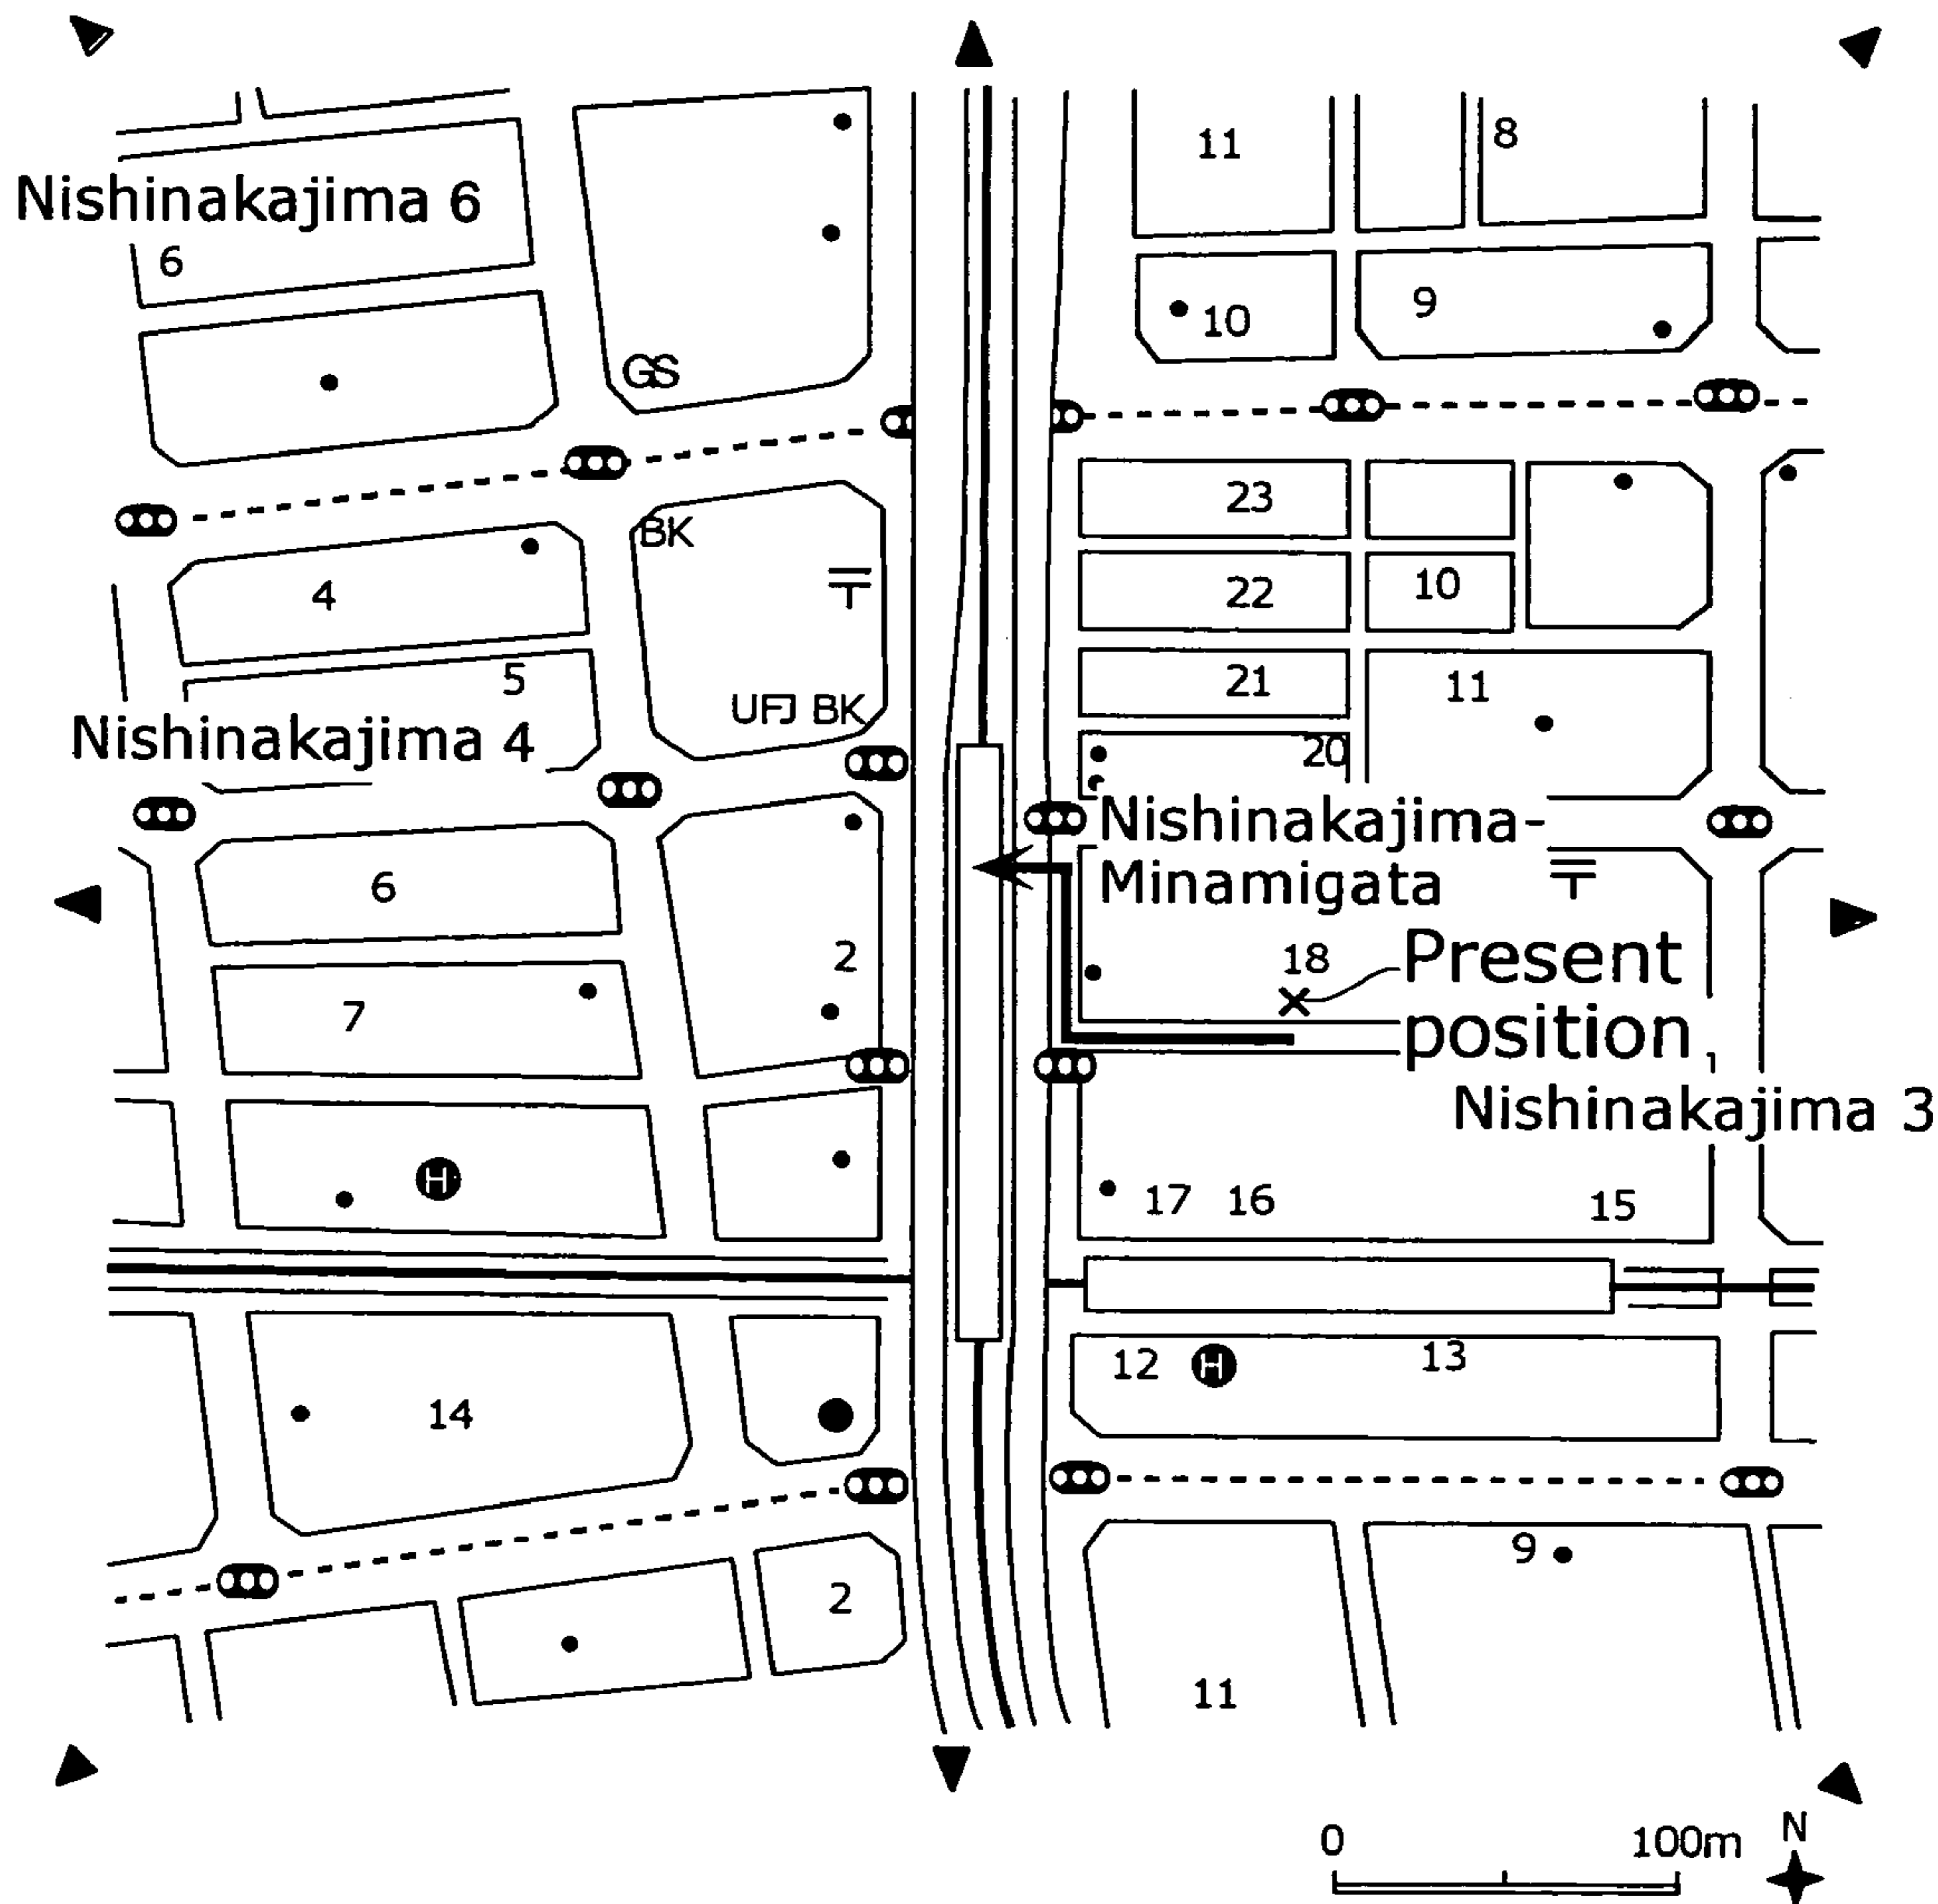 11
8
Nishinakajima 6
6
10
9
GS
23
BK
〒
4
22
10
5
21
11
UFJ BK
Nishinakajima 4
20
Nishinakajima-
Minamigata
〒
6
2
18
Present
position
7
Nishinakajima 3
H
17
16
15
12
H
13
14
9
2
11
0
100m
N